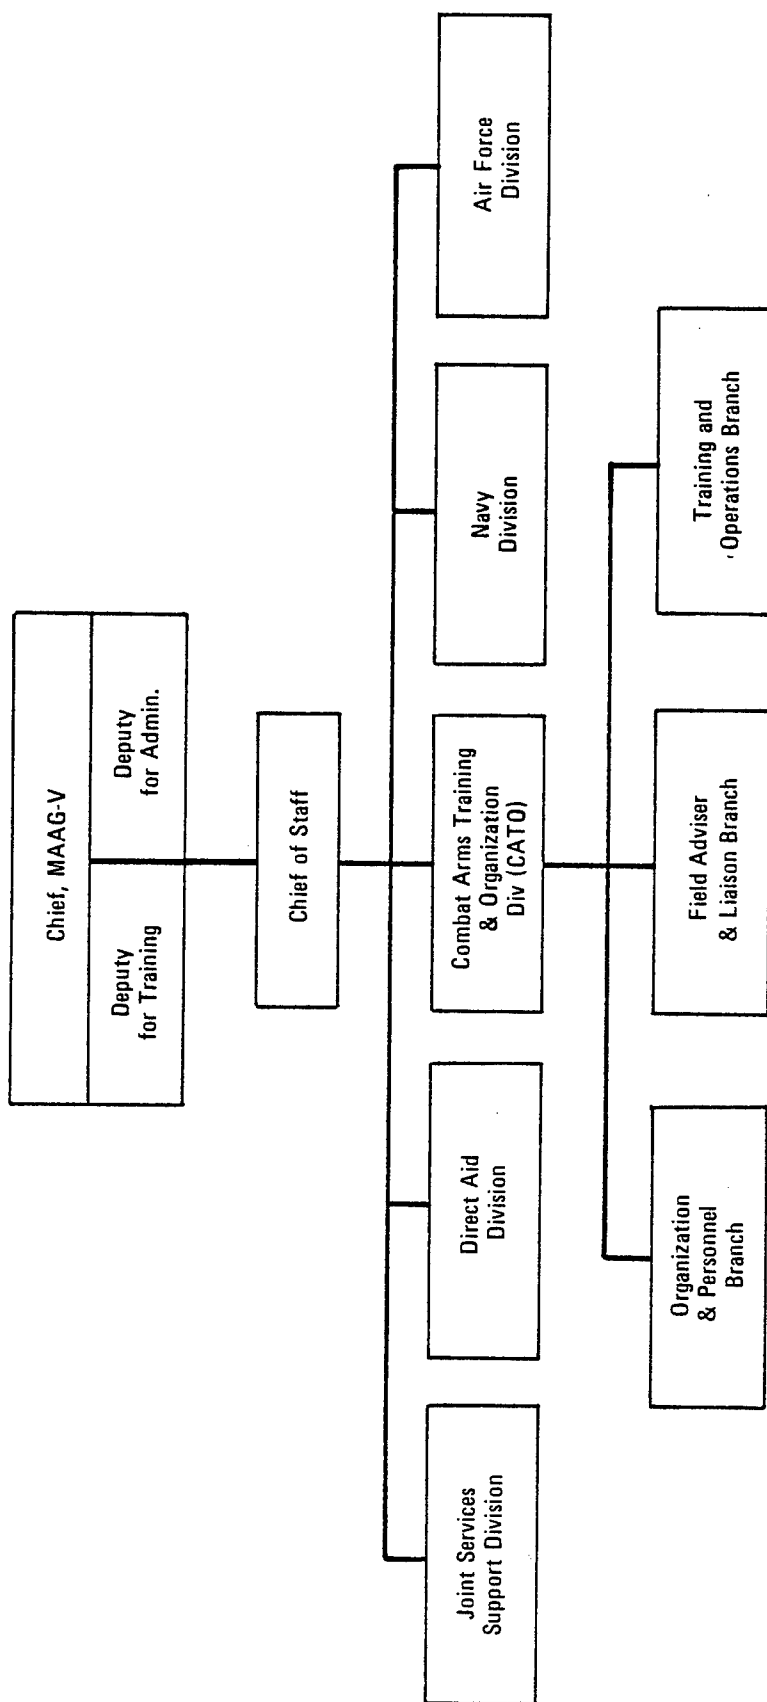 Chief, MAAG-V
Deputy
for Training
Deputy
for Admin.
Chief of Staff
Joint Services
Support Division
Direct Aid
Division
Combat Arms Training
& Organization
Div (CATO)
Navy
Division
Air Force
Division
Organization
& Personnel
Branch
Field Adviser
& Liaison Branch
Training and
Operations Branch